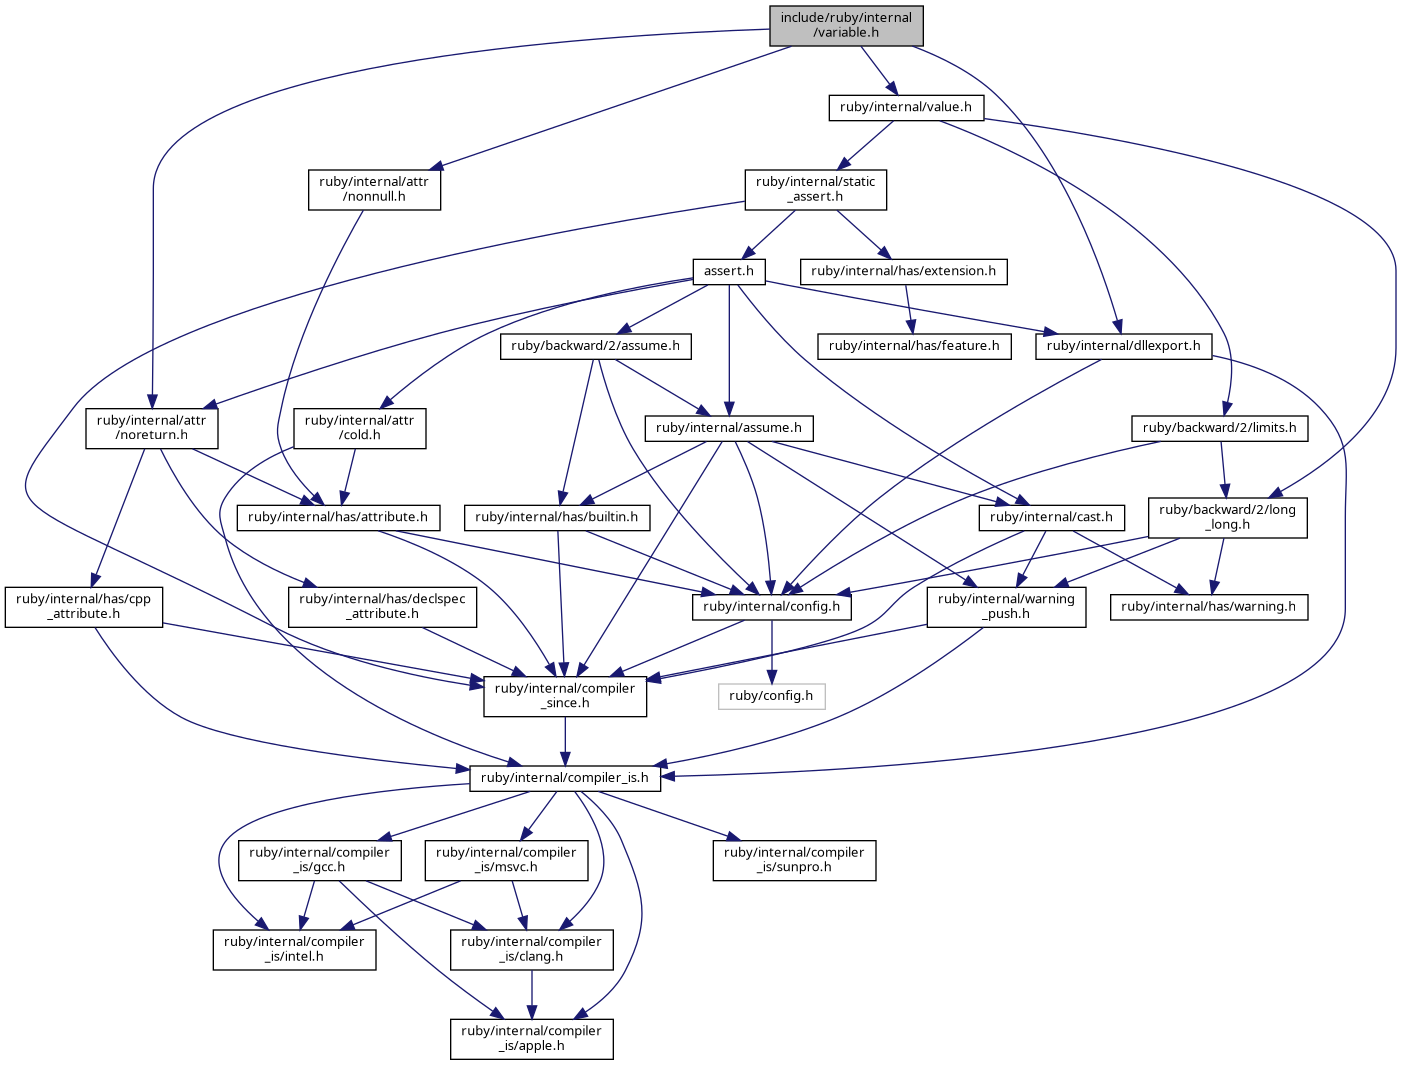 include/ruby/internal
/variable.h
ruby/internal/value.h
ruby/internal/attr
/nonnull.h
ruby/internal/static
_assert.h
assert.h
ruby/internal/has/extension.h
ruby/backward/2/assume.h
ruby/internal/has/feature.h
ruby/internal/dllexport.h
ruby/internal/attr
/noreturn.h
ruby/internal/attr
/cold.h
ruby/internal/assume.h
ruby/backward/2/limits.h
ruby/internal/has/attribute.h
ruby/internal/has/builtin.h
ruby/internal/cast.h
ruby/backward/2/long
_long.h
ruby/internal/has/cpp
_attribute.h
ruby/internal/has/declspec
_attribute.h
ruby/internal/config.h
ruby/internal/warning
_push.h
ruby/internal/has/warning.h
ruby/internal/compiler
_since.h
ruby/config.h
ruby/internal/compiler_is.h
ruby/internal/compiler
_is/gcc.h
ruby/internal/compiler
_is/msvc.h
ruby/internal/compiler
_is/sunpro.h
ruby/internal/compiler
_is/intel.h
ruby/internal/compiler
_is/clang.h
ruby/internal/compiler
_is/apple.h